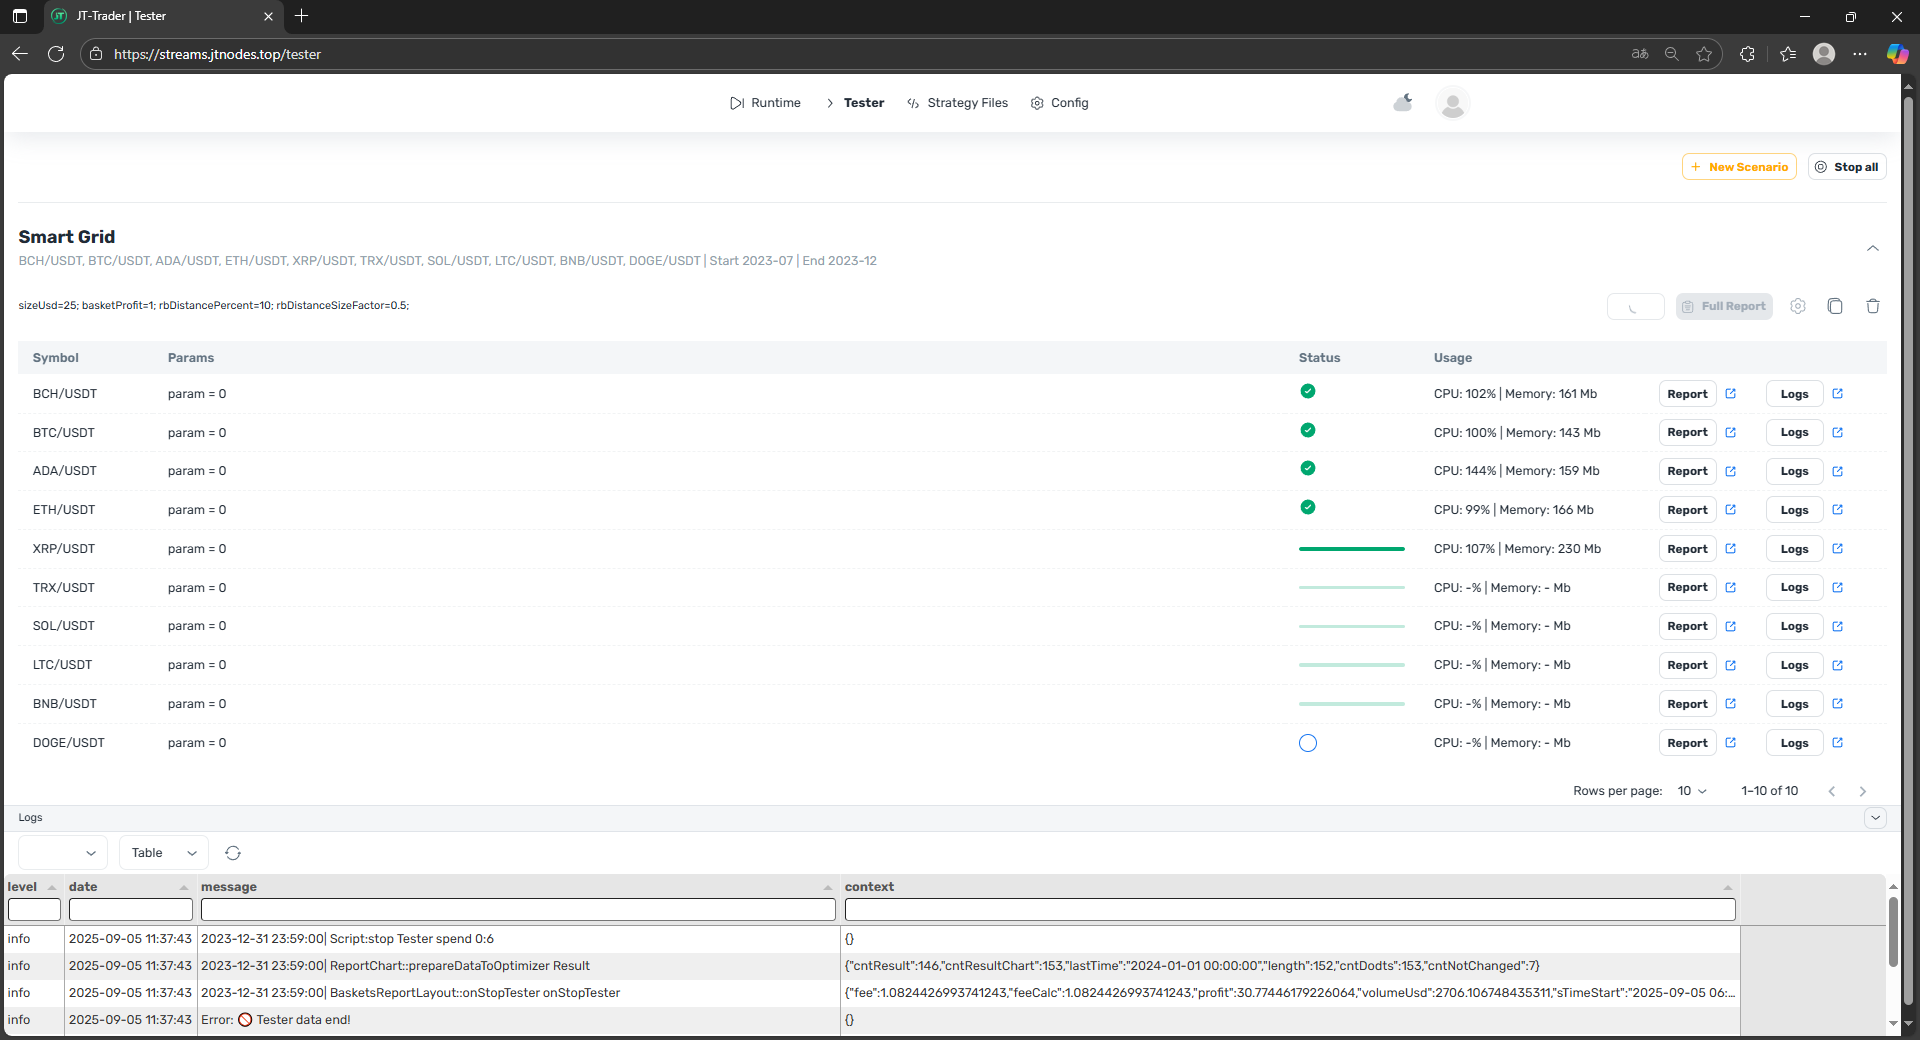 JT-Trader | Tester
https://streams.jtnodes.top/tester
Runtime
Tester
Strategy Files
Config
+ New Scenario
Stop all
Smart Grid
BCH/USDT, BTC/USDT, ADA/USDT, ETH/USDT, XRP/USDT, TRX/USDT, SOL/USDT, LTC/USDT, BNB/USDT, DOGE/USDT | Start 2023-07 | End 2023-12
sizeUsd=25; basketProfit=1; rbDistancePercent=10; rbDistanceSizeFactor=0.5;
Full Report
Symbol Params Status Usage
BCH/USDT param = 0 CPU: 102% | Memory: 161 Mb Report Logs
BTC/USDT param = 0 CPU: 100% | Memory: 143 Mb Report Logs
ADA/USDT param = 0 CPU: 144% | Memory: 159 Mb Report Logs
ETH/USDT param = 0 CPU: 99% | Memory: 166 Mb Report Logs
XRP/USDT param = 0 CPU: 107% | Memory: 230 Mb Report Logs
TRX/USDT param = 0 CPU: -% | Memory: - Mb Report Logs
SOL/USDT param = 0 CPU: -% | Memory: - Mb Report Logs
LTC/USDT param = 0 CPU: -% | Memory: - Mb Report Logs
BNB/USDT param = 0 CPU: -% | Memory: - Mb Report Logs
DOGE/USDT param = 0 CPU: -% | Memory: - Mb Report Logs
Rows per page: 10 1–10 of 10
Logs
Table
level date message context
info 2025-09-05 11:37:43 2023-12-31 23:59:00| Script:stop Tester spend 0:6 {}
info 2025-09-05 11:37:43 2023-12-31 23:59:00| ReportChart::prepareDataToOptimizer Result {"cntResult":146,"cntResultChart":153,"lastTime":"2024-01-01 00:00:00","length":152,"cntDodts":153,"cntNotChanged":7}
info 2025-09-05 11:37:43 2023-12-31 23:59:00| BasketsReportLayout::onStopTester onStopTester {"fee":1.0824426993741243,"feeCalc":1.0824426993741243,"profit":30.77446179226064,"volumeUsd":2706.106748435311,"sTimeStart":"2025-09-05 06:...
info 2025-09-05 11:37:43 Error: 🚫 Tester data end! {}